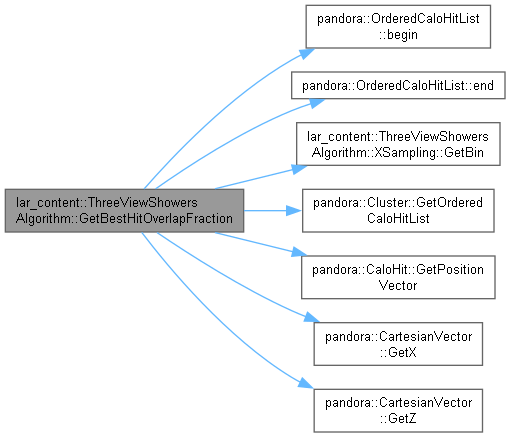 lar_content::ThreeViewShowers
Algorithm::GetBestHitOverlapFraction
pandora::OrderedCaloHitList
::begin
pandora::OrderedCaloHitList::end
lar_content::ThreeViewShowers
Algorithm::XSampling::GetBin
pandora::Cluster::GetOrdered
CaloHitList
pandora::CaloHit::GetPosition
Vector
pandora::CartesianVector
::GetX
pandora::CartesianVector
::GetZ